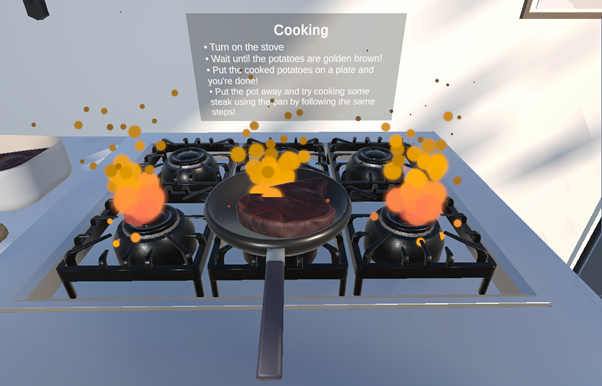 Cooking
• Turn on the stove
• Wait until the potatoes are golden brown!
• Put the cooked potatoes on a plate and
you're done!
• Put the pot away and try cooking some
steak using the pan by following the same
steps!